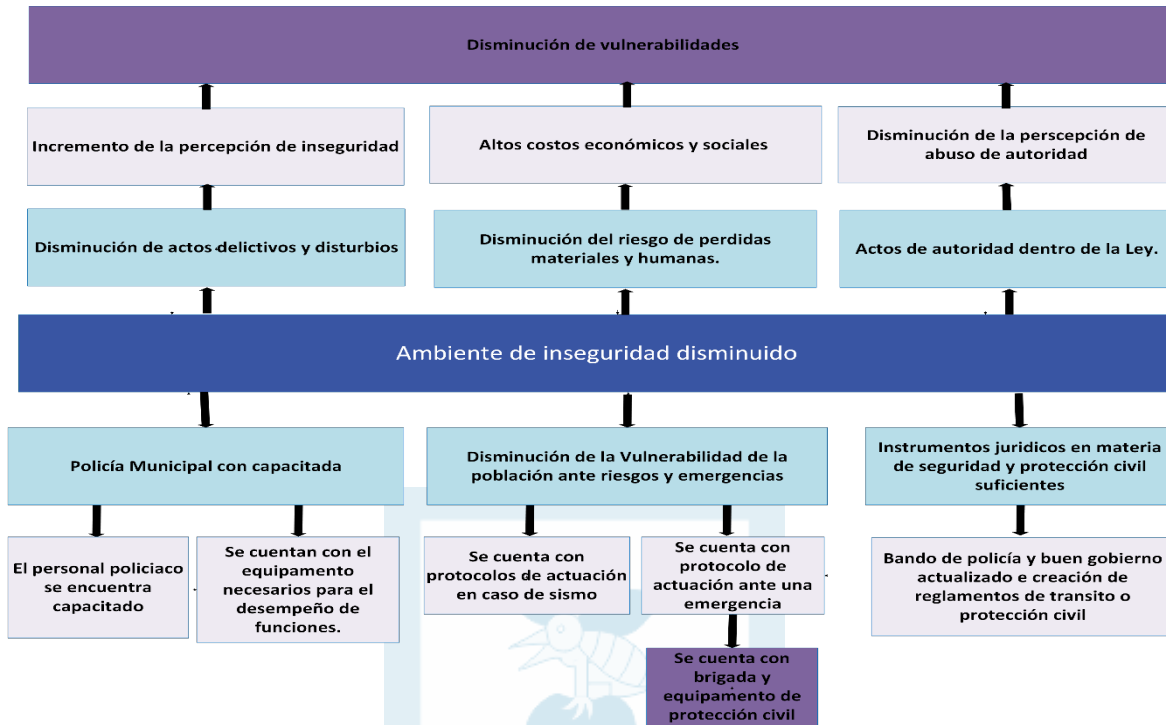 Disminución de vulnerabilidades
Incremento de la percepción de inseguridad
Altos costos económicos y sociales
Disminución de la perscepción de
abuso de autoridad
Disminución de actos delictivos y disturbios
Disminución del riesgo de perdidas
materiales y humanas.
Actos de autoridad dentro de la Ley.
Ambiente de inseguridad disminuido
Policía Municipal con capacitada
Disminución de la Vulnerabilidad de la
población ante riesgos y emergencias
Instrumentos juridicos en materia
de seguridad y protección civil
suficientes
El personal policiaco
se encuentra
capacitado
Se cuentan con el
equipamento
necesarios para el
desempeño de
funciones.
Se cuenta con
protocolos de actuación
en caso de sismo
Se cuenta con
protocolo de
actuación ante una
emergencia
Bando de policía y buen gobierno
actualizado e creación de
reglamentos de transito o
protección civil
Se cuenta con
brigada y
equipamento de
protección civil